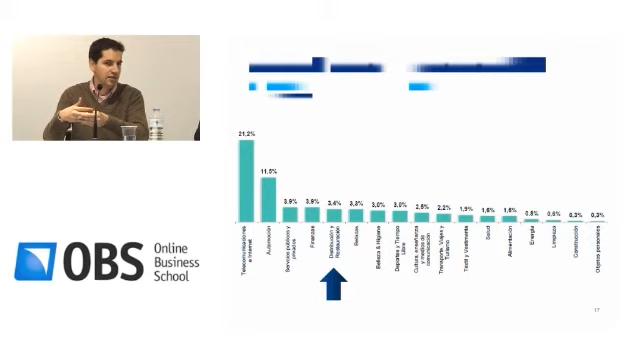 21,2%
11,5%
3,9%
3,9%
3,4%
3,3%
3,0%
3,0%
2,5%
2,2%
1,9%
1,6%
1,6%
0,8%
0,6%
0,3%
0,3%
Telecomunicaciones
e Internet
Automoción
Servicios públicos y
privados
Finanzas
Distribución y
Restauración
Bebidas
Belleza & Higiene
Deportes y Tiempo
Libre
Cultura, enseñanza
y medios de
comunicación
Transporte, Viajes y
Turismo
Textil y Vestimenta
Salud
Alimentación
Energía
Limpieza
Construcción
Objetos personales
OBS
Online
Business
School
17